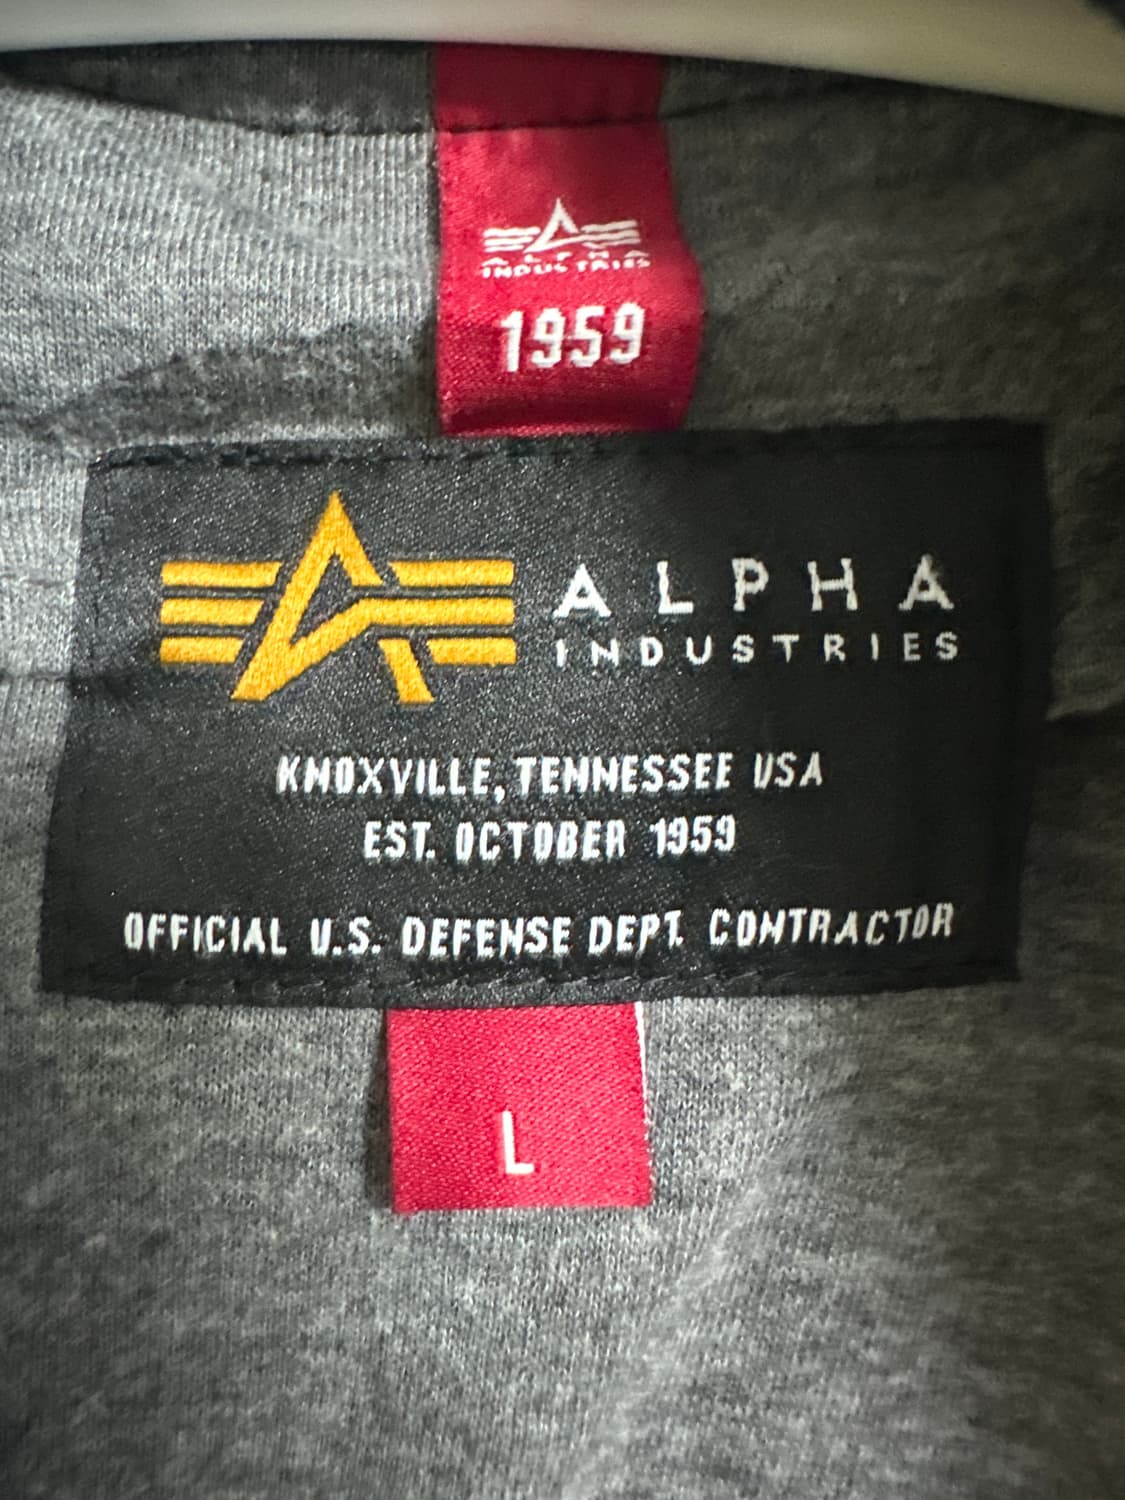 ALPHA
INDUSTRIES
1959
ALPHA
INDUSTRIES
KNOXVILLE, TENNESSEE USA
EST. OCTOBER 1959
OFFICIAL U.S. DEFENSE DEPT. CONTRACTOR
L